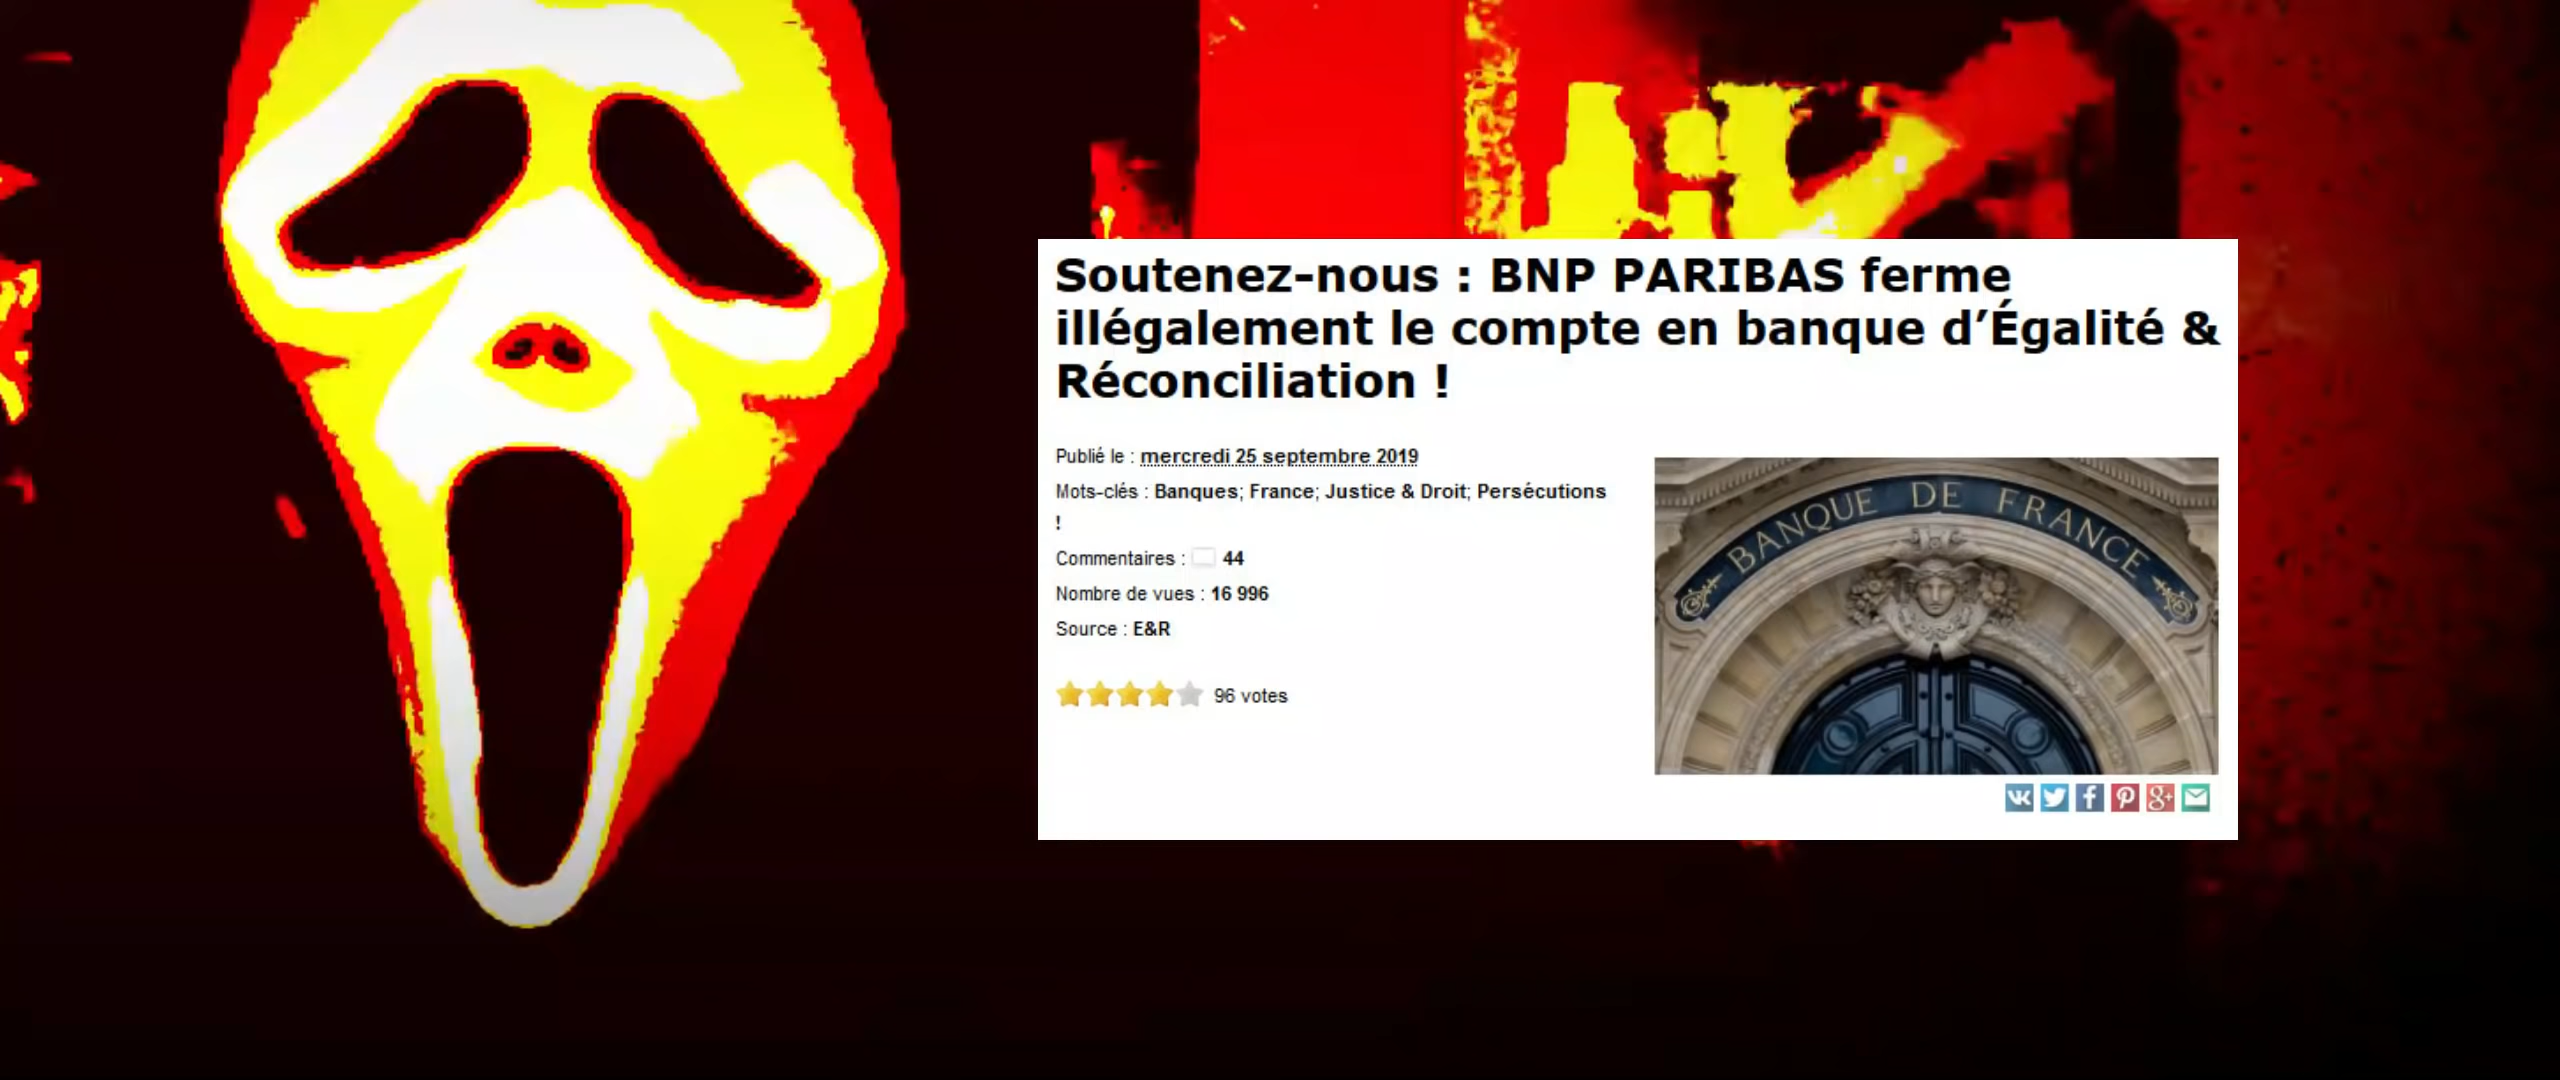 Soutenez-nous : BNP PARIBAS ferme
illégalement le compte en banque d’Égalité &
Réconciliation !
Publié le : mercredi 25 septembre 2019
Mots-clés : Banques; France; Justice & Droit; Persécutions
!
Commentaires : 44
Nombre de vues : 16 996
Source : E&R
96 votes
BANQUE DE FRANCE